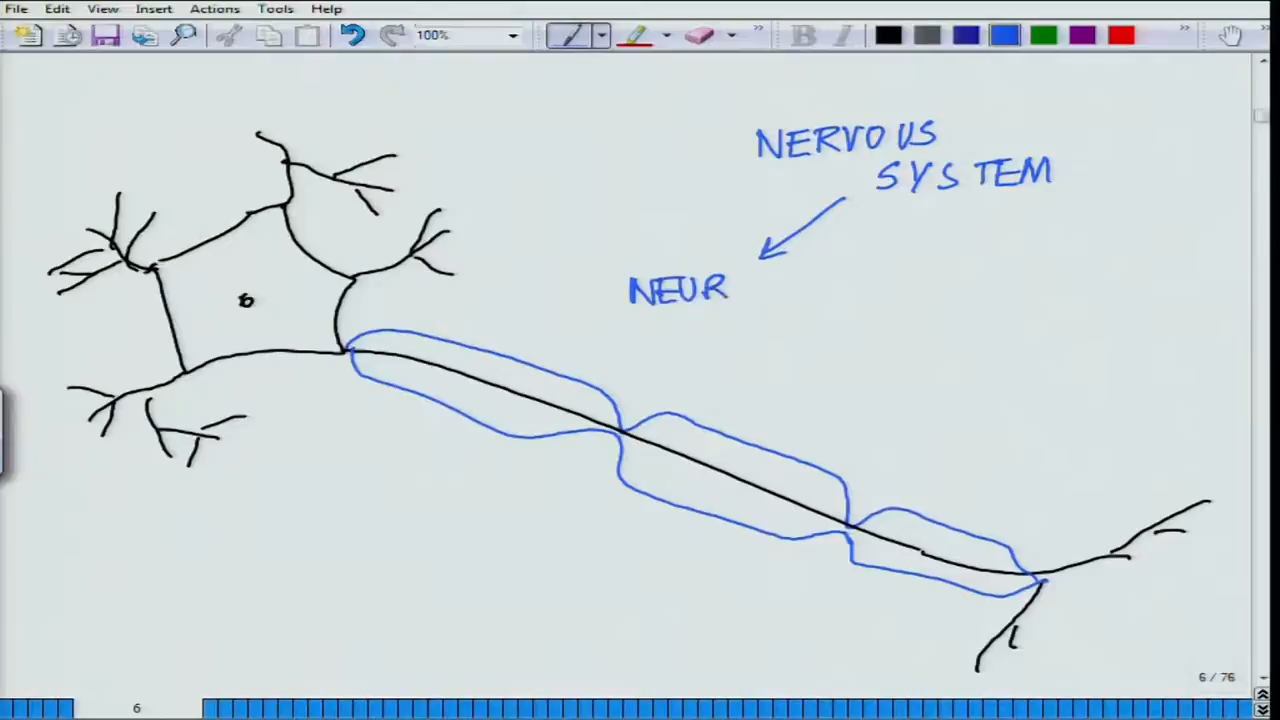 File Edit View Insert Actions Tools Help
100%
B I
NERVOUS
SYSTEM
NEUR
6 / 76
6